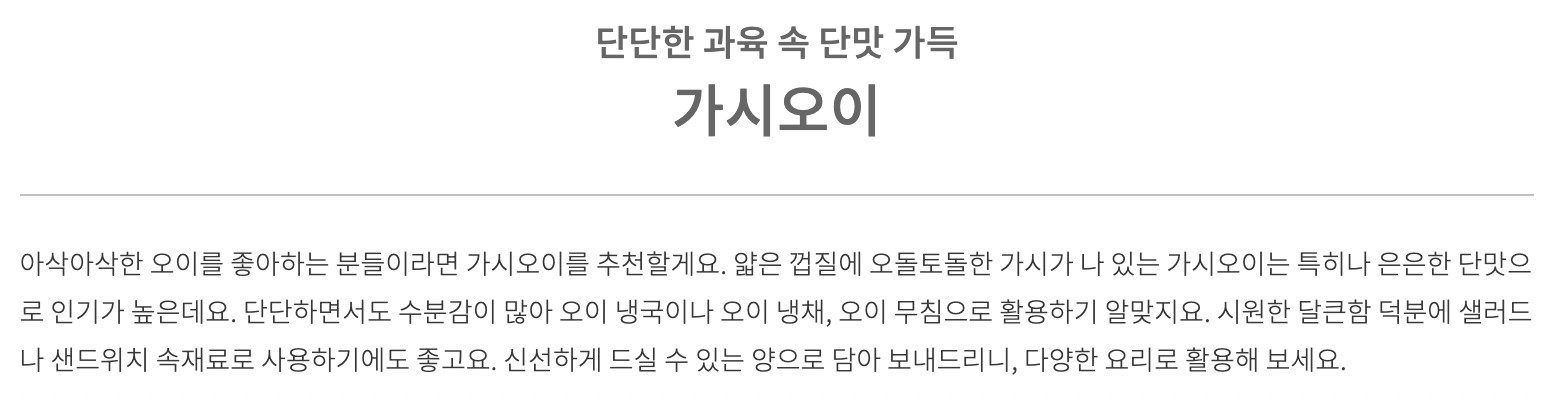 단단한 과육 속 단맛 가득
가시오이
아삭아삭한 오이를 좋아하는 분들이라면 가시오이를 추천할게요. 얇은 껍질에 오돌토돌한 가시가 나 있는 가시오이는 특히나 은은한 단맛으
로 인기가 높은데요. 단단하면서도 수분감이 많아 오이 냉국이나 오이 냉채, 오이 무침으로 활용하기 알맞지요. 시원한 달큰함 덕분에 샐러드
나 샌드위치 속재료로 사용하기에도 좋고요. 신선하게 드실 수 있는 양으로 담아 보내드리니, 다양한 요리로 활용해 보세요.